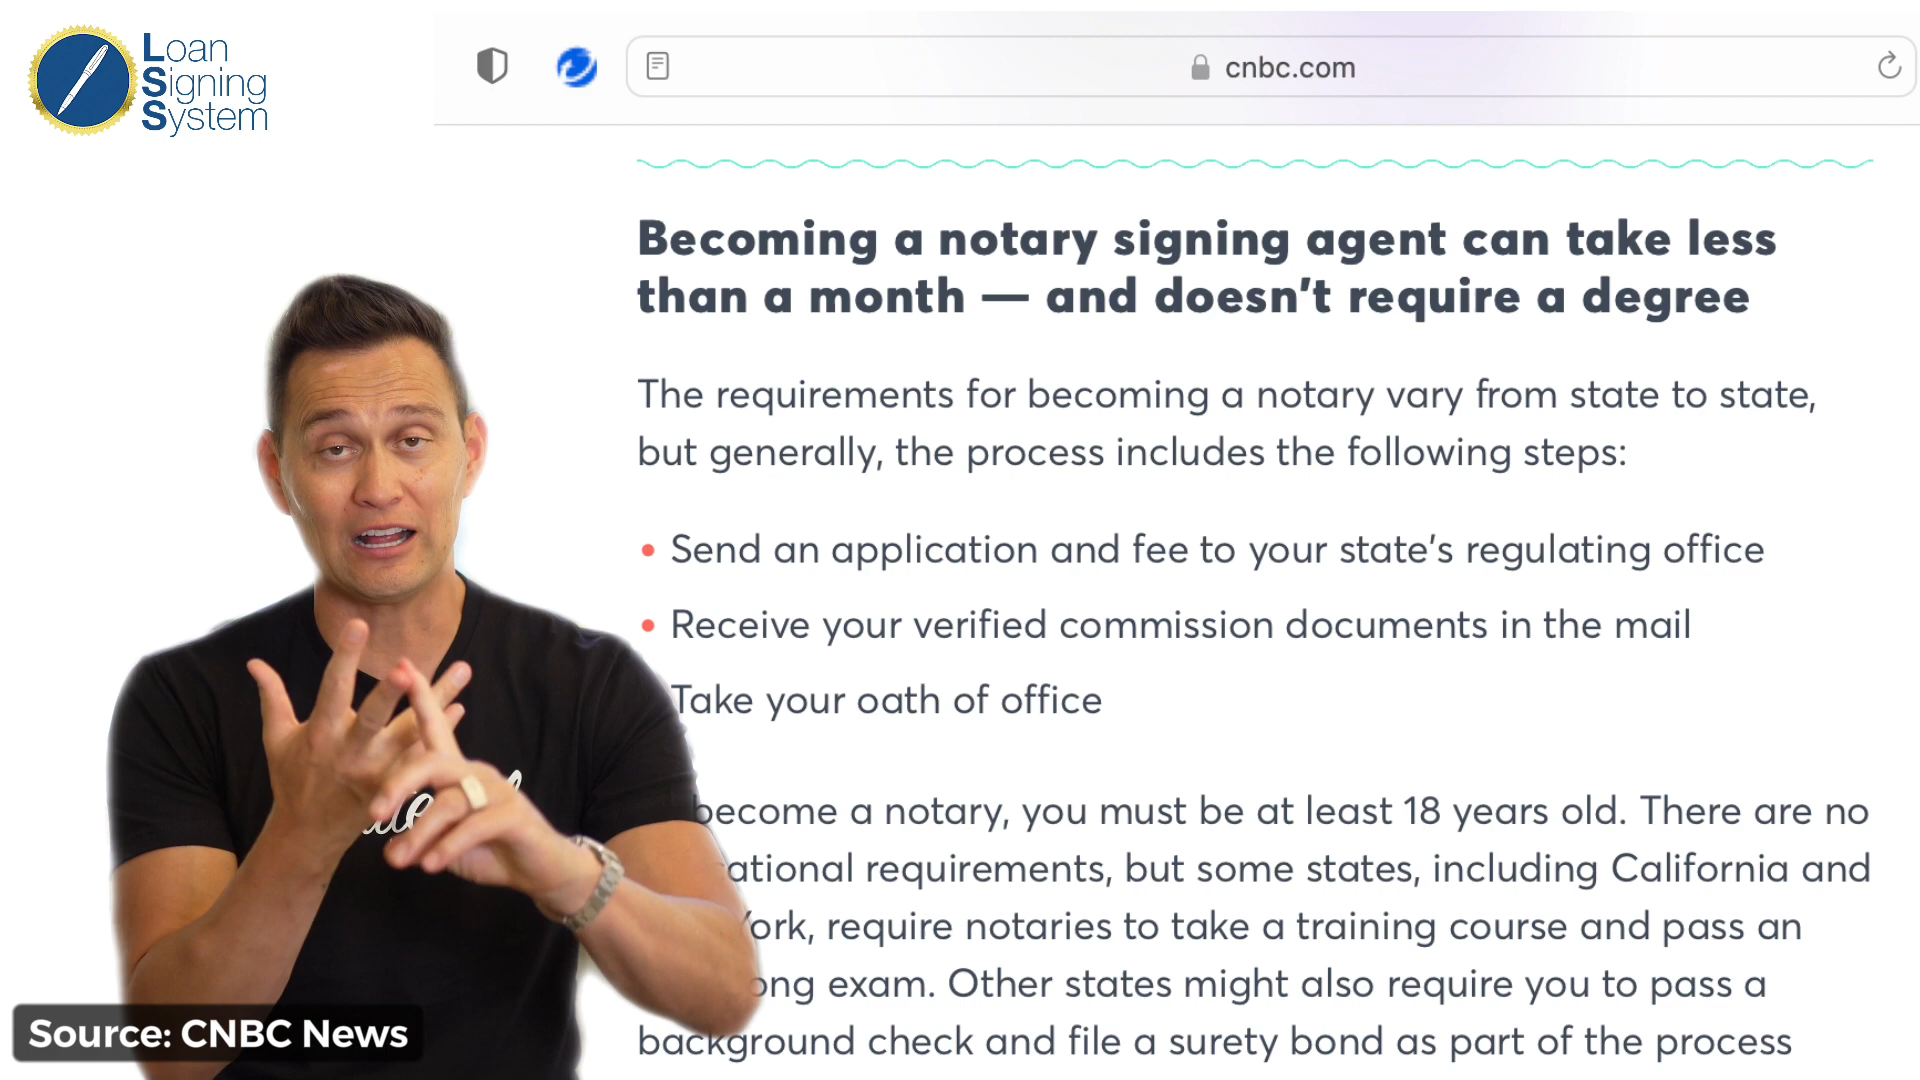 Loan
Signing
System
cnbc.com
Becoming a notary signing agent can take less
than a month — and doesn't require a degree
The requirements for becoming a notary vary from state to state,
but generally, the process includes the following steps:
• Send an application and fee to your state's regulating office
• Receive your verified commission documents in the mail
Take your oath of office
become a notary, you must be at least 18 years old. There are no
requirements, but some states, including California and
require notaries to take a training course and pass an
exam. Other states might also require you to pass a
background check and file a surety bond as part of the process
Source: CNBC News